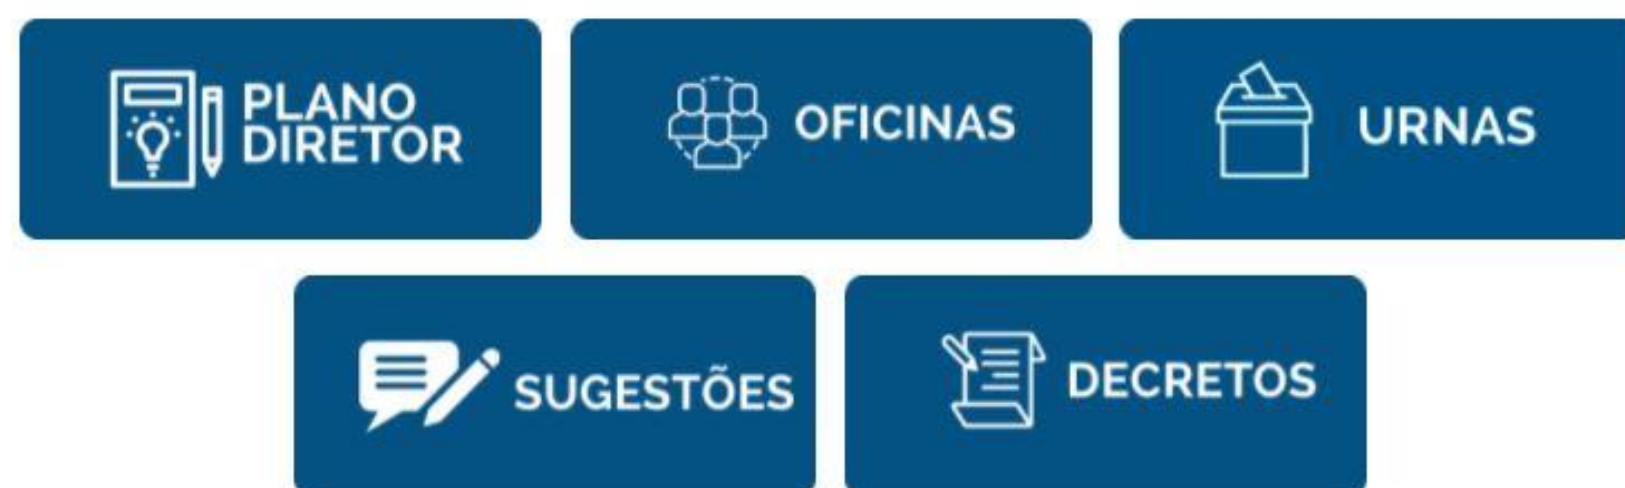 PLANO
DIRETOR
OFICINAS
URNAS
SUGESTÕES
DECRETOS